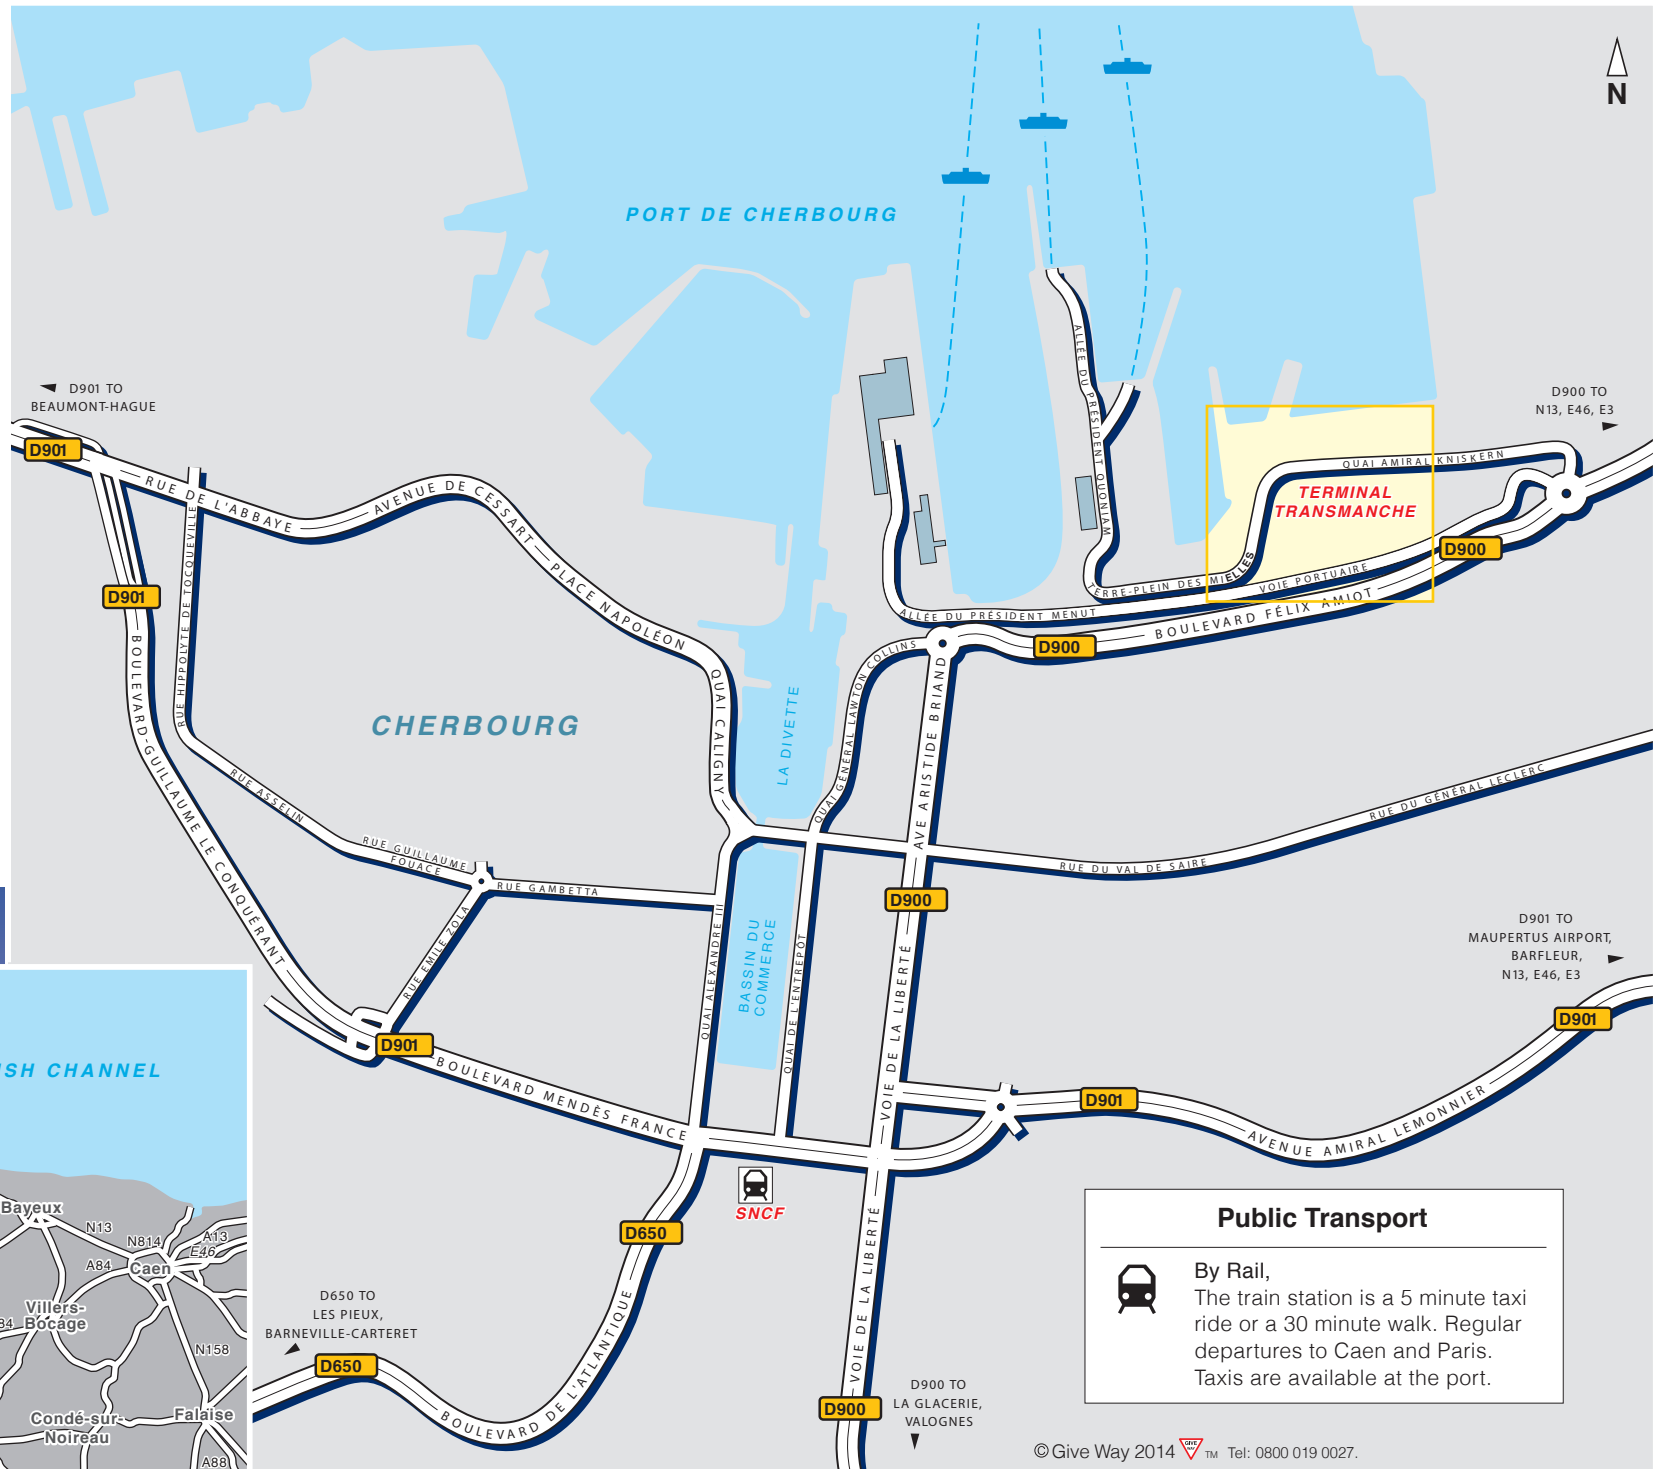 N
PORT DE CHERBOURG
D901 TO
BEAUMONT-HAGUE
D900 TO
N13, E46, E3
D901
RUE DE L'ABBAYE
AVENUE DE CESSART
PLACE NAPOLÉON
QUAI CALIGNY
ALLÉE DU PRÉSIDENT QUONIAM
QUAI AMIRAL KNISKERN
TERMINAL
TRANSMANCHE
D900
TERRE-PLEIN DES MIELLES
VOIE PORTUAIRE
ALLÉE DU PRÉSIDENT MENUT
BOULEVARD FÉLIX AMIOT
D900
D901
RUE HIPPOLYTE DE TOCQUEVILLE
BOULEVARD-GUILLAUME LE CONQUÉRANT
CHERBOURG
LA DIVETTE
QUAI GÉNÉRAL LAWTON COLLINS
AVE ARISTIDE BRIAND
RUE ASSELIN
RUE GUILLAUME
FOUACE
RUE GAMBETTA
RUE EMILE ZOLA
RUE DU VAL DE SAIRE
RUE DU GÉNÉRAL LECLERC
D900
QUAI ALEXANDRE III
BASSIN DU
COMMERCE
QUAI DE L'ENTREPÔT
VOIE DE LA LIBERTÉ
D901 TO
MAUPERTUS AIRPORT,
BARFLEUR,
N13, E46, E3
D901
D901
BOULEVARD MENDÈS FRANCE
D901
AVENUE AMIRAL LEMONNIER
SNCF
D650
VOIE DE LA LIBERTÉ
D650 TO
LES PIEUX,
BARNEVILLE-CARTERET
D650
BOULEVARD DE L'ATLANTIQUE
D900
D900 TO
LA GLACERIE,
VALOGNES
SH CHANNEL
Bayeux
N13
N814
A13
E46
A84
Caen
Villers-
Bocage
84
N158
Condé-sur-
Noireau
Falaise
A88
Public Transport
By Rail,
The train station is a 5 minute taxi
ride or a 30 minute walk. Regular
departures to Caen and Paris.
Taxis are available at the port.
© Give Way 2014 GIVE WAY TM Tel: 0800 019 0027.